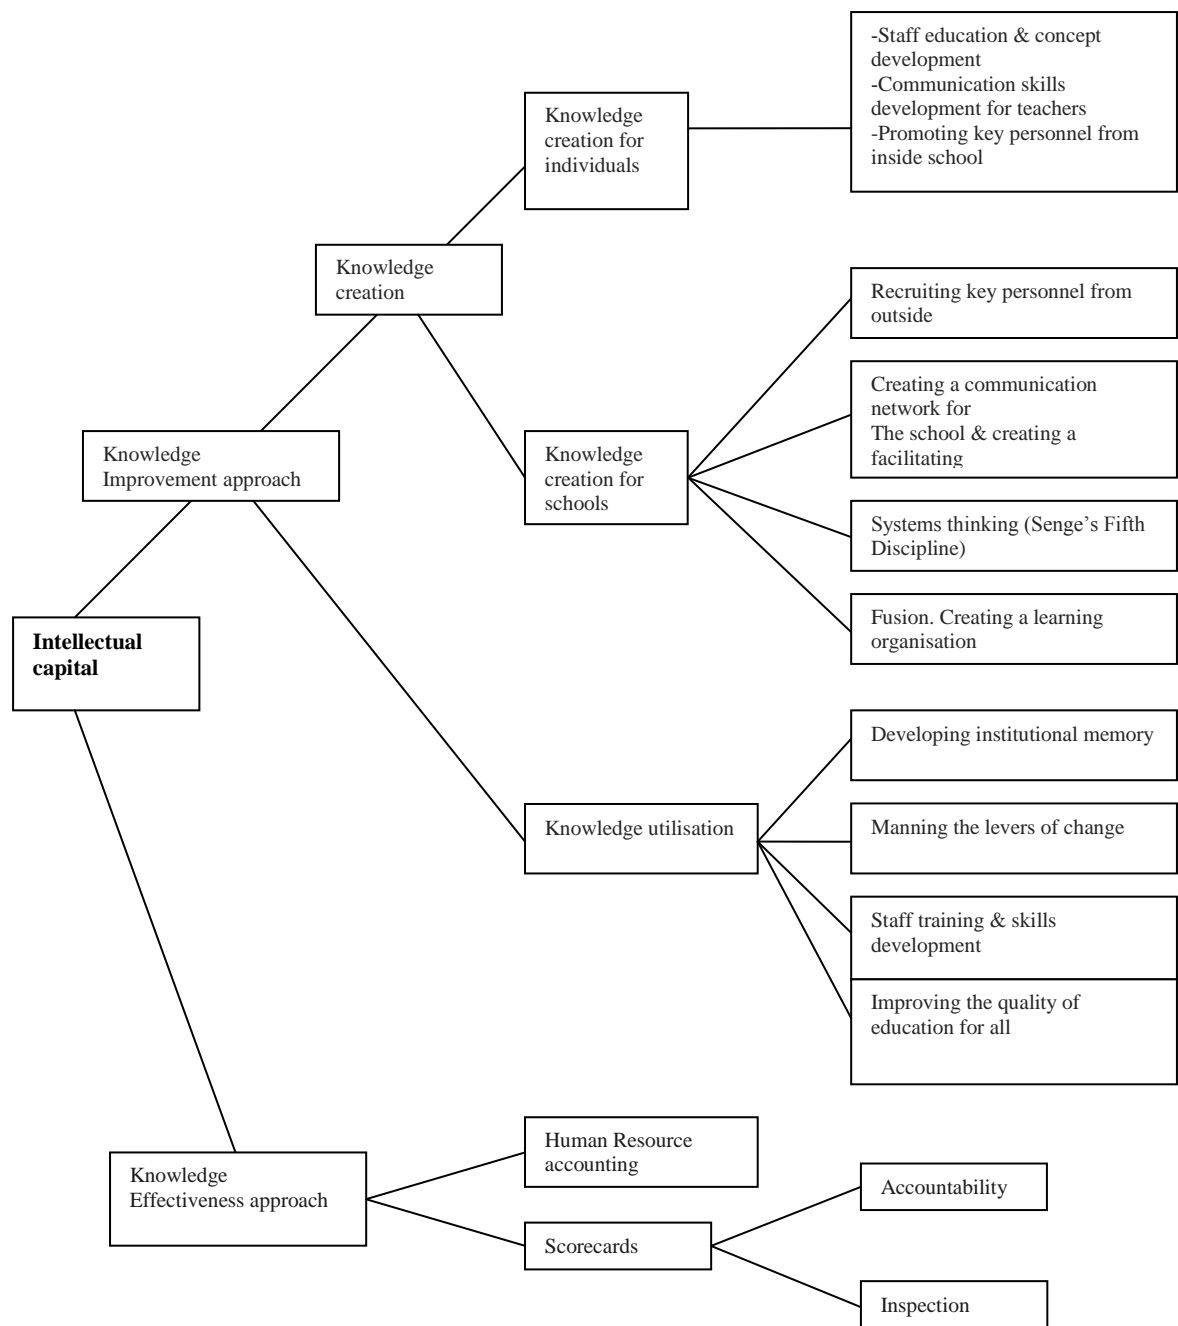 -Staff education & concept
development
-Communication skills
development for teachers
-Promoting key personnel from
inside school
Knowledge
creation for
individuals
Knowledge
creation
Recruiting key personnel from
outside
Creating a communication
network for
The school & creating a
facilitating
Knowledge
Improvement approach
Knowledge
creation for
schools
Systems thinking (Senge's Fifth
Discipline)
Fusion. Creating a learning
organisation
Intellectual
capital
Developing institutional memory
Knowledge utilisation
Manning the levers of change
Staff training & skills
development
Improving the quality of
education for all
Human Resource
accounting
Knowledge
Effectiveness approach
Accountability
Scorecards
Inspection